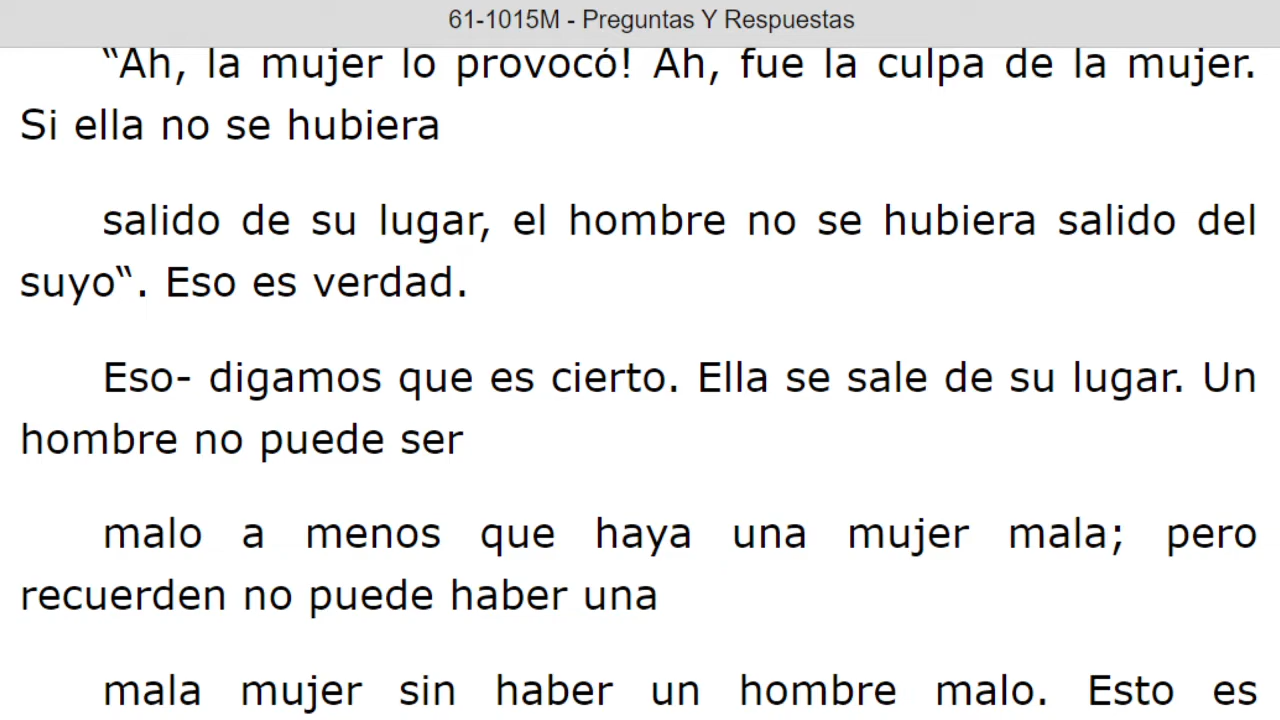 61-1015M - Preguntas Y Respuestas
“Ah, la mujer lo provocó! Ah, fue la culpa de la mujer.
Si ella no se hubiera
salido de su lugar, el hombre no se hubiera salido del
suyo“. Eso es verdad.
Eso- digamos que es cierto. Ella se sale de su lugar. Un
hombre no puede ser
malo a menos que haya una mujer mala; pero
recuerden no puede haber una
mala mujer sin haber un hombre malo. Esto es